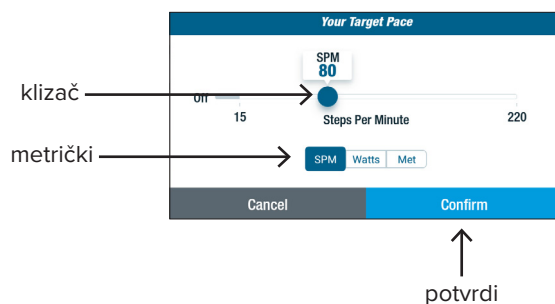 Your Target Pace
SPM
80
klizač
Off
15
Steps Per Minute
220
metrički
SPM Watts Met
Cancel Confirm
potvrdi